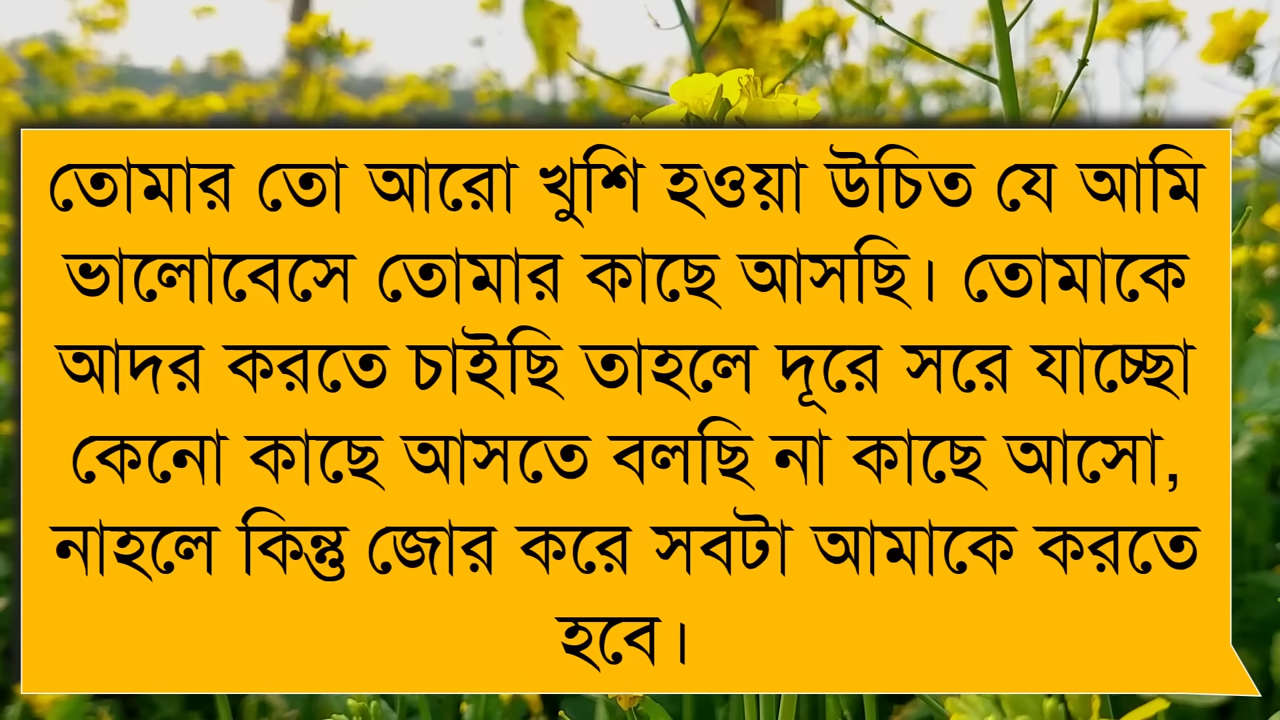 তোমার তো আরো খুশি হওয়া উচিত যে আমি
ভালোবেসে তোমার কাছে আসছি। তোমাকে
আদর করতে চাইছি তাহলে দূরে সরে যাচ্ছো
কেনো কাছে আসতে বলছি না কাছে আসো,
নাহলে কিন্তু জোর করে সবটা আমাকে করতে
হবে।